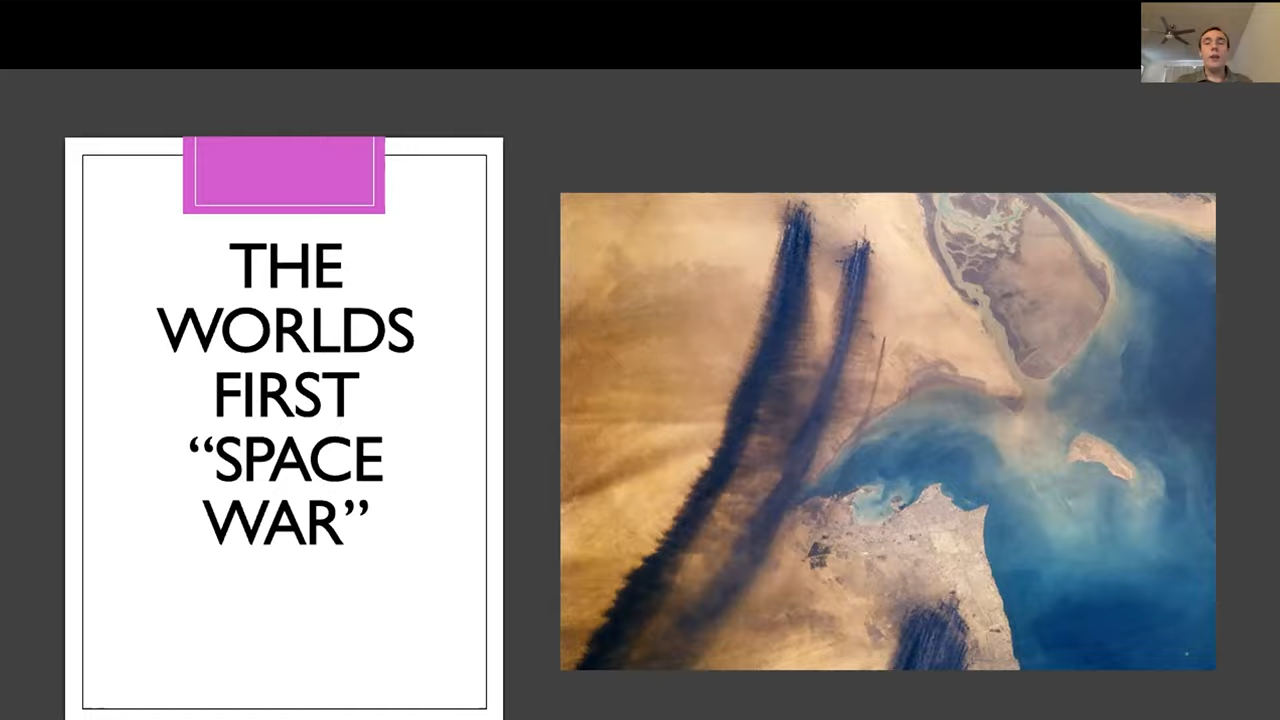 THE
WORLDS
FIRST
“SPACE
WAR”